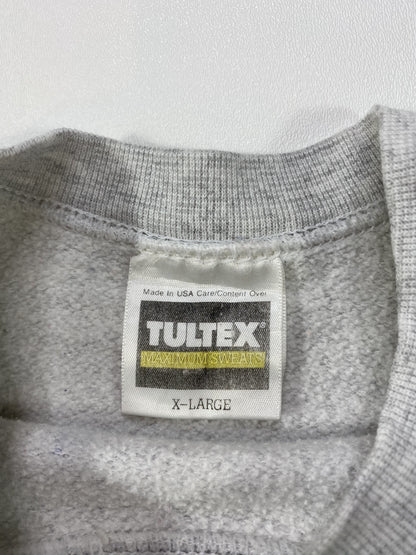 Made In USA Care/Content Over
TULTEX®
MAXIMUM SWEATS
X-LARGE